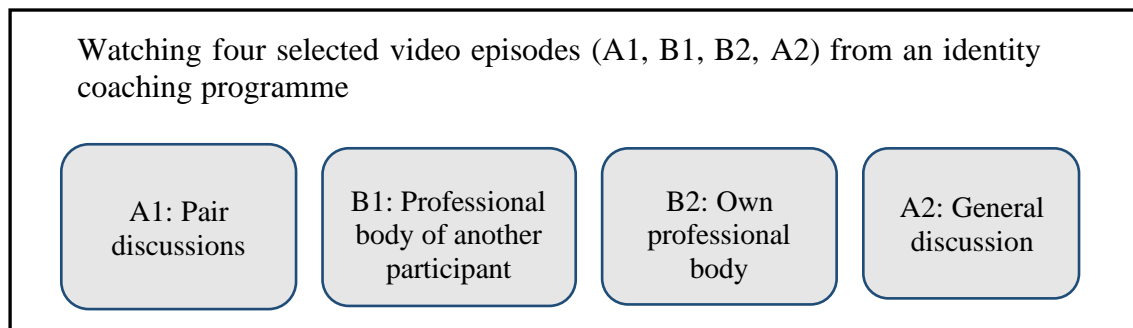 Watching four selected video episodes (A1, B1, B2, A2) from an identity
coaching programme
A1: Pair
discussions
B1: Professional
body of another
participant
B2: Own
professional
body
A2: General
discussion